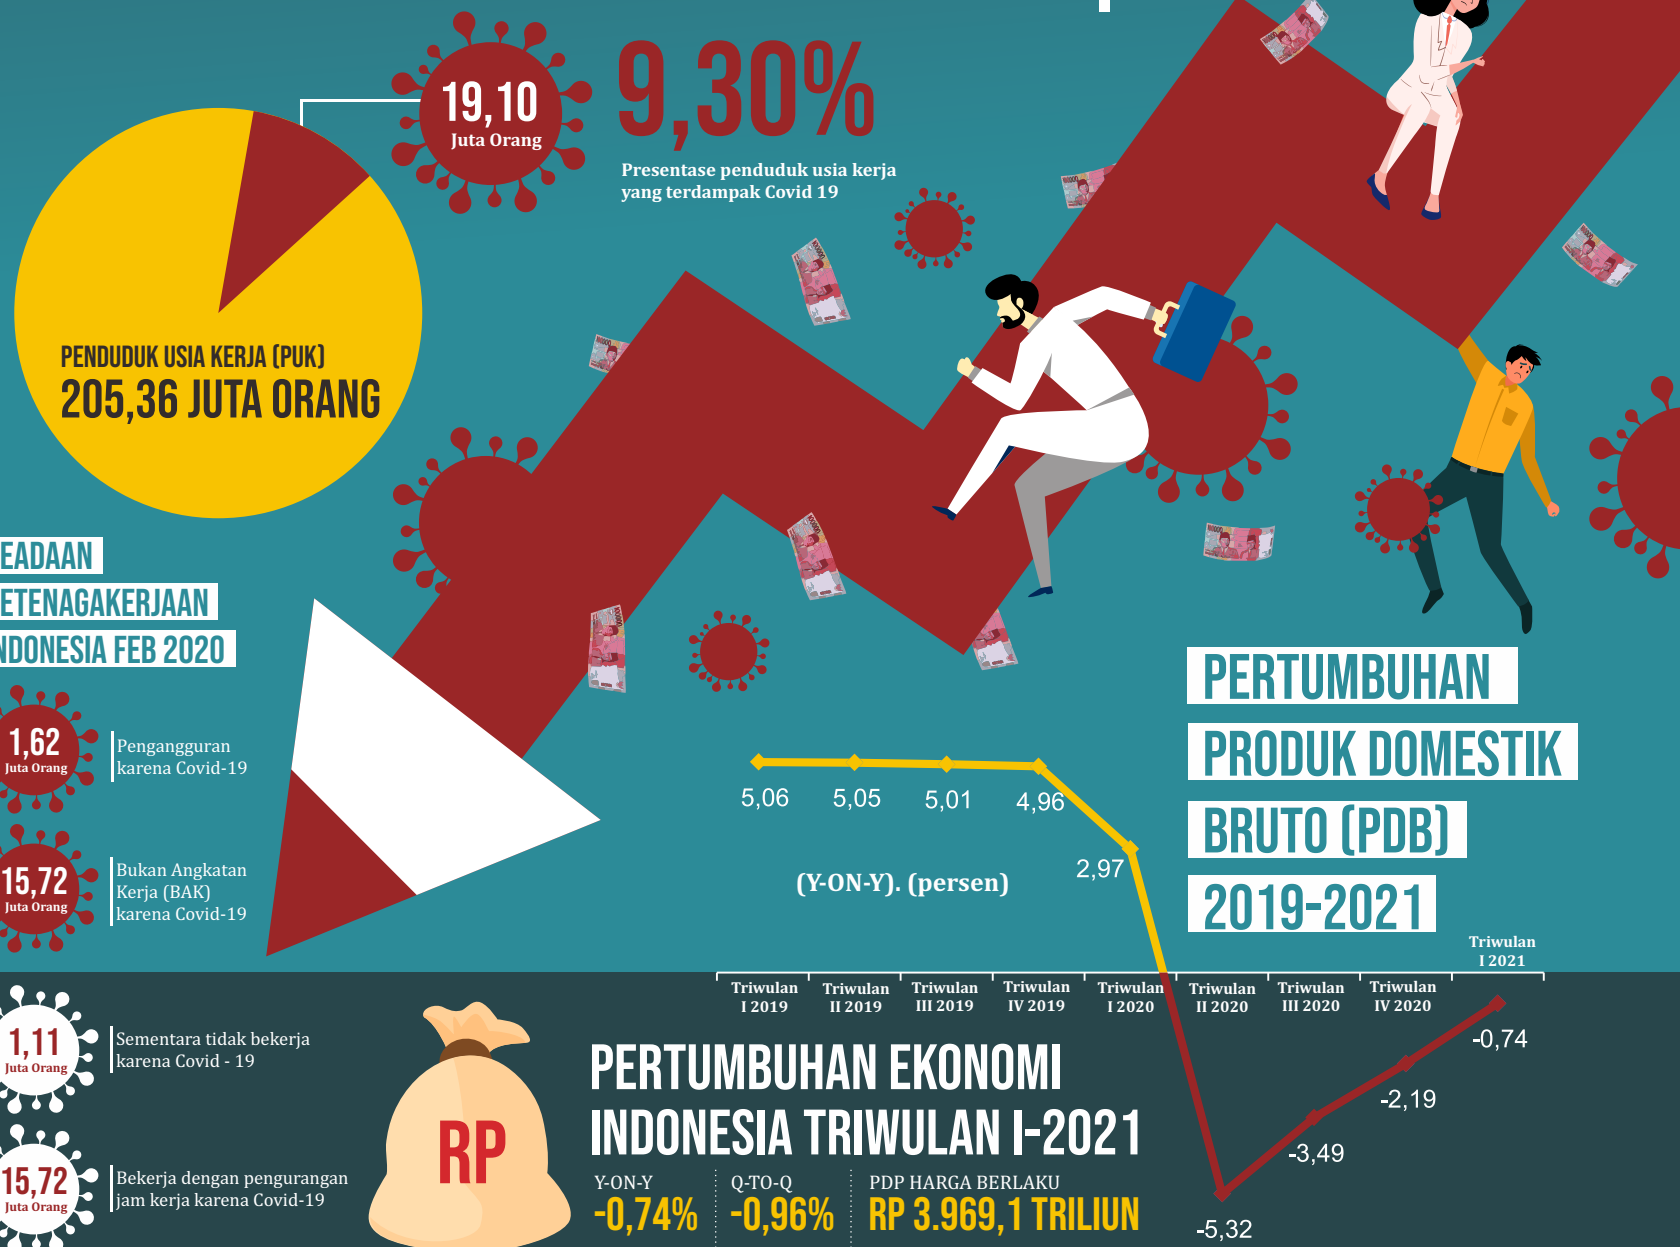 19,10
Juta Orang
9,30%
Presentase penduduk usia kerja
yang terdampak Covid 19
PENDUDUK USIA KERJA (PUK)
205,36 JUTA ORANG
EADAAN
ETENAGAKERJAAN
NDONESIA FEB 2020
1,62
Juta Orang
Pengangguran
karena Covid-19
15,72
Juta Orang
Bukan Angkatan
Kerja (BAK)
karena Covid-19
1,11
Juta Orang
Sementara tidak bekerja
karena Covid - 19
15,72
Juta Orang
Bekerja dengan pengurangan
jam kerja karena Covid-19
RP
PERTUMBUHAN
PRODUK DOMESTIK
BRUTO (PDB)
2019-2021
5,06
5,05
5,01
4,96
2,97
(Y-ON-Y). (persen)
Triwulan
I 2019
Triwulan
II 2019
Triwulan
III 2019
Triwulan
IV 2019
Triwulan
I 2020
Triwulan
II 2020
Triwulan
III 2020
Triwulan
IV 2020
Triwulan
I 2021
-0,74
-2,19
-3,49
-5,32
PERTUMBUHAN EKONOMI
INDONESIA TRIWULAN I-2021
Y-ON-Y
-0,74%
Q-TO-Q
-0,96%
PDP HARGA BERLAKU
RP 3.969,1 TRILIUN